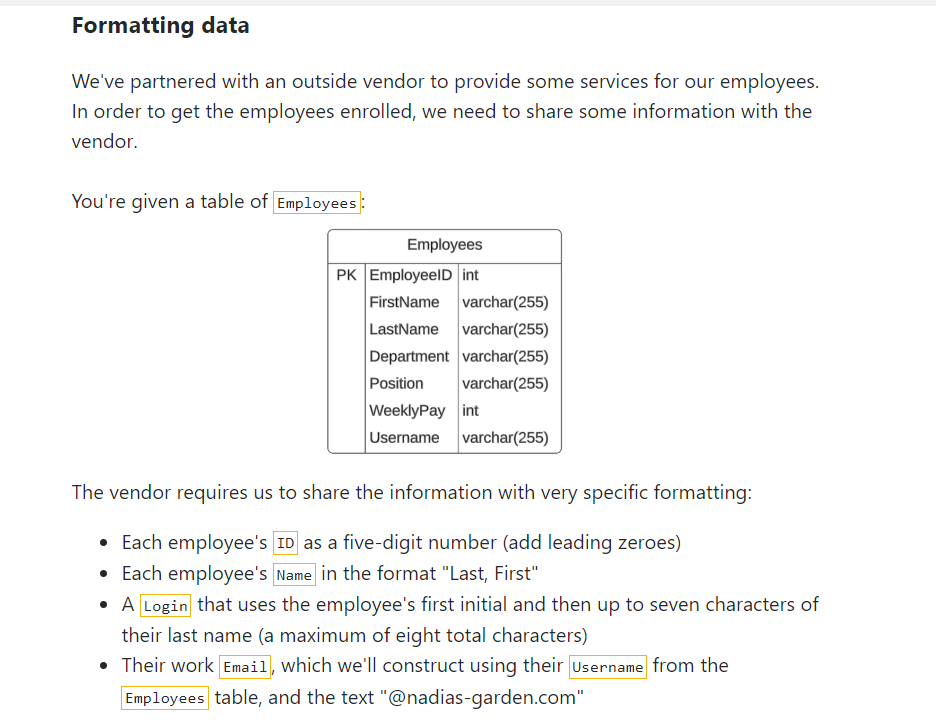 Formatting data
We've partnered with an outside vendor to provide some services for our employees.
In order to get the employees enrolled, we need to share some information with the
vendor.
You're given a table of Employees:
Employees
PK EmployeeID int
FirstName varchar(255)
LastName varchar(255)
Department varchar(255)
Position varchar(255)
WeeklyPay int
Username varchar(255)
The vendor requires us to share the information with very specific formatting:
• Each employee's ID as a five-digit number (add leading zeroes)
• Each employee's Name in the format "Last, First"
• A Login that uses the employee's first initial and then up to seven characters of
their last name (a maximum of eight total characters)
• Their work Email, which we'll construct using their Username from the
Employees table, and the text "@nadias-garden.com"